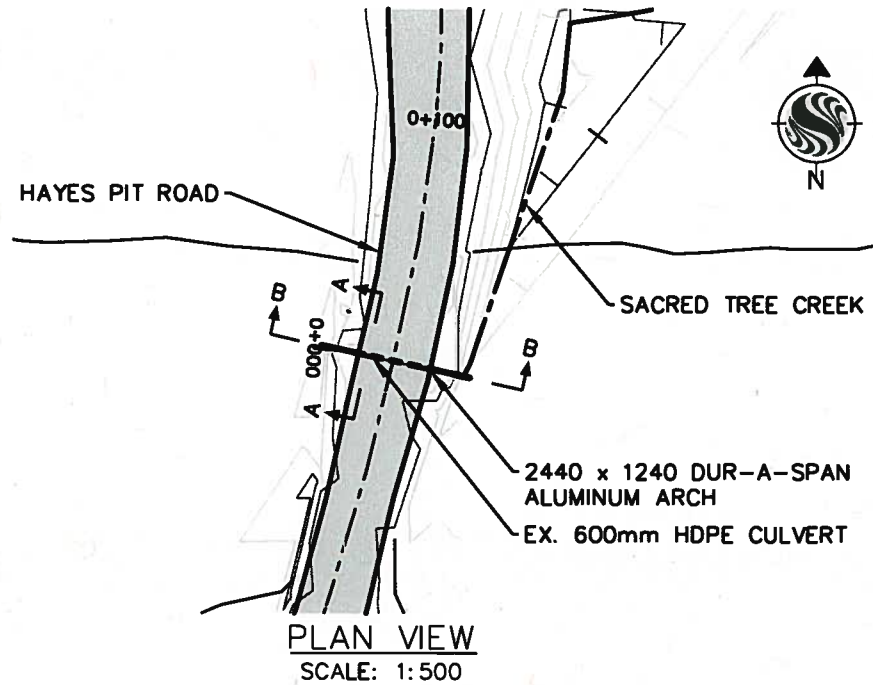 0+100
N
HAYES PIT ROAD
SACRED TREE CREEK
A
B
B
0+000
A
2440 x 1240 DUR-A-SPAN
ALUMINUM ARCH
EX. 600mm HDPE CULVERT
PLAN VIEW
SCALE: 1:500